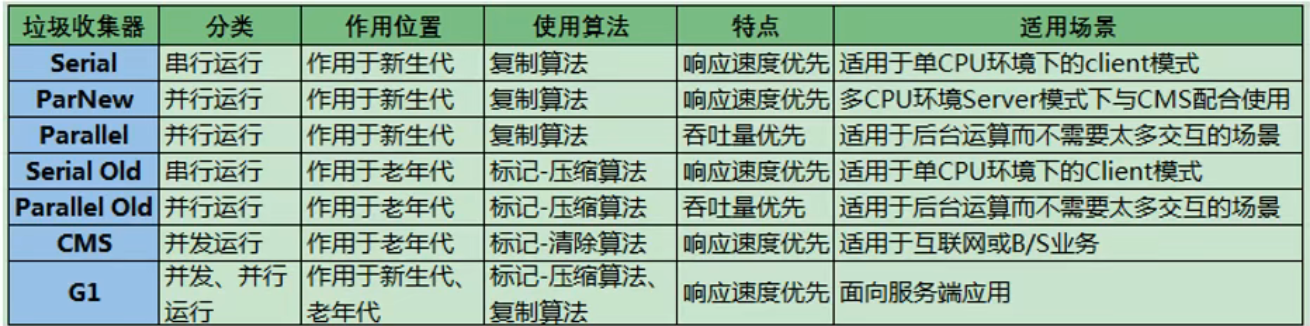 垃圾收集器 分类 作用位置 使用算法 特点 适用场景
Serial 串行运行 作用于新生代 复制算法 响应速度优先 适用于单CPU环境下的client模式
ParNew 并行运行 作用于新生代 复制算法 响应速度优先 多CPU环境Server模式下与CMS配合使用
Parallel 并行运行 作用于新生代 复制算法 吞吐量优先 适用于后台运算而不需要太多交互的场景
Serial Old 串行运行 作用于老年代 标记-压缩算法 响应速度优先 适用于单CPU环境下的Client模式
Parallel Old 并行运行 作用于老年代 标记-压缩算法 吞吐量优先 适用于后台运算而不需要太多交互的场景
CMS 并发运行 作用于老年代 标记-清除算法 响应速度优先 适用于互联网或B/S业务
G1 并发、并行 作用于新生代、 标记-压缩算法、 响应速度优先 面向服务端应用
运行 老年代 复制算法